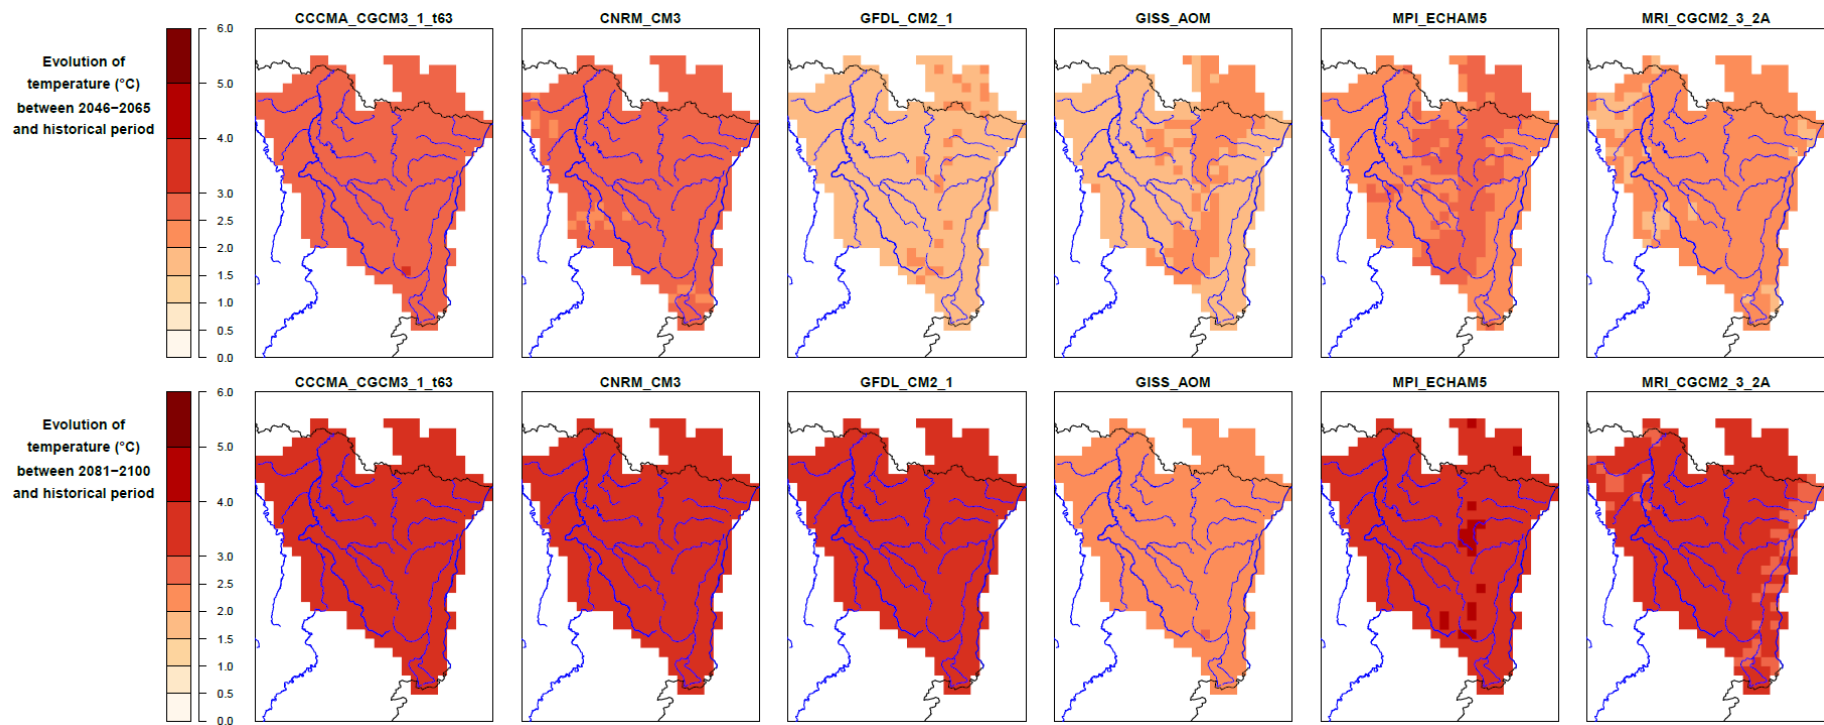 CCCMA_CGCM3_1_t63
CNRM_CM3
GFDL_CM2_1
GISS_AOM
MPI_ECHAM5
MRI_CGCM2_3_2A
Evolution of
temperature (°C)
between 2046−2065
and historical period
6.0
5.0
4.0
3.0
2.5
2.0
1.5
1.0
0.5
0.0
CCCMA_CGCM3_1_t63
CNRM_CM3
GFDL_CM2_1
GISS_AOM
MPI_ECHAM5
MRI_CGCM2_3_2A
Evolution of
temperature (°C)
between 2081−2100
and historical period
6.0
5.0
4.0
3.0
2.5
2.0
1.5
1.0
0.5
0.0